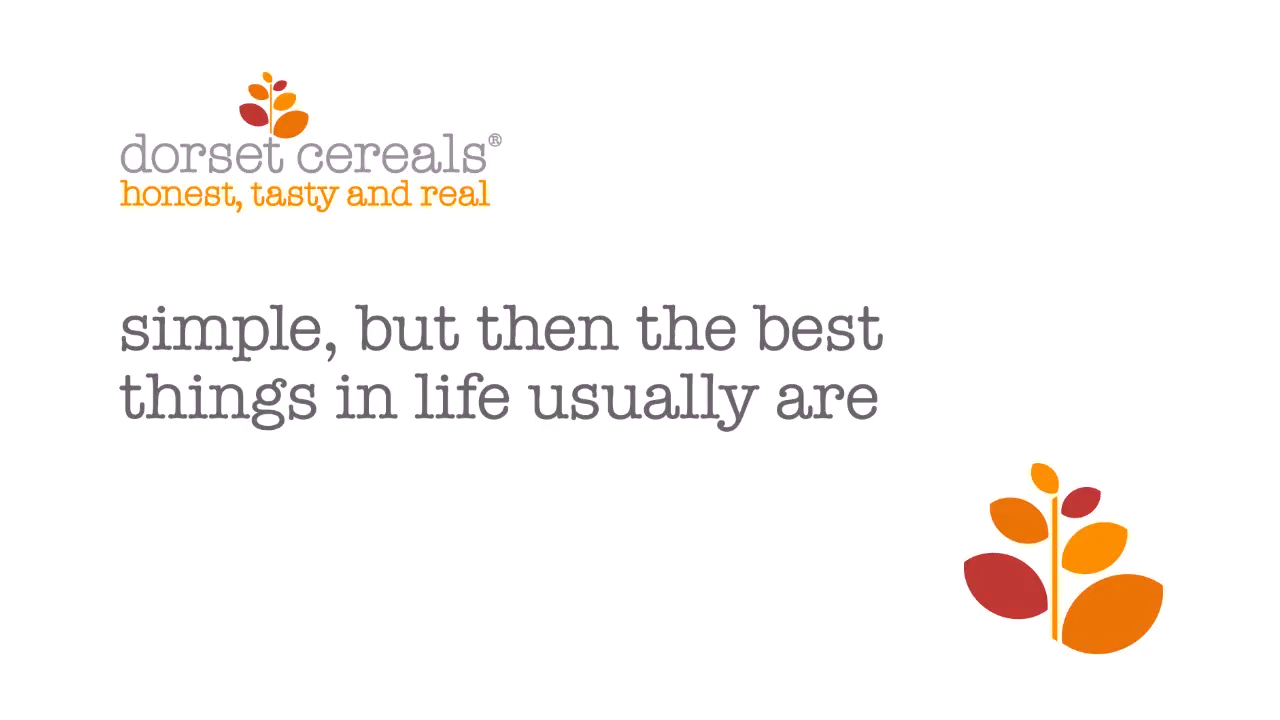 dorset cereals®
honest, tasty and real
simple, but then the best
things in life usually are